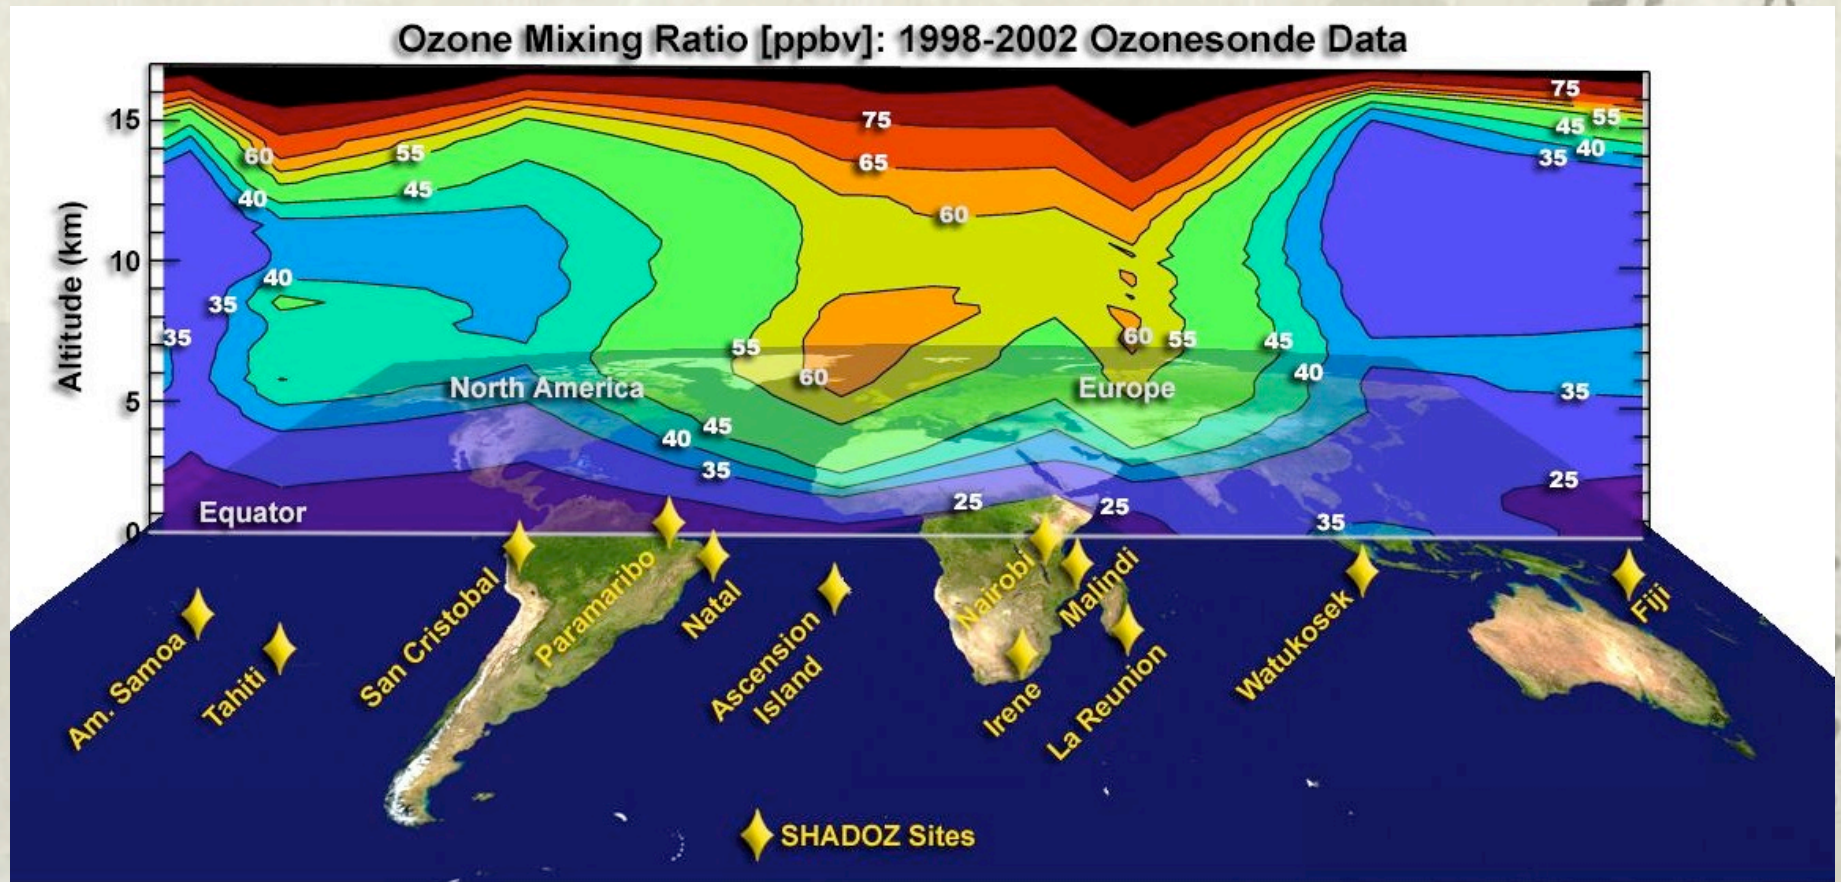 Ozone Mixing Ratio [ppbv]: 1998-2002 Ozonesonde Data
Altitude (km)
15
10
5
0
75
75
55
60
55
45
65
40
35
45
40
60
40
35
35
60
55
45
55
60
40
35
45
40
35
25
25
25
35
North America
Europe
Equator
Am. Samoa
Tahiti
San Cristobal
Paramaribo
Natal
Ascension
Island
Nairobi
Malindi
Irene
La Reunion
Watukosek
Fiji
SHADOZ Sites